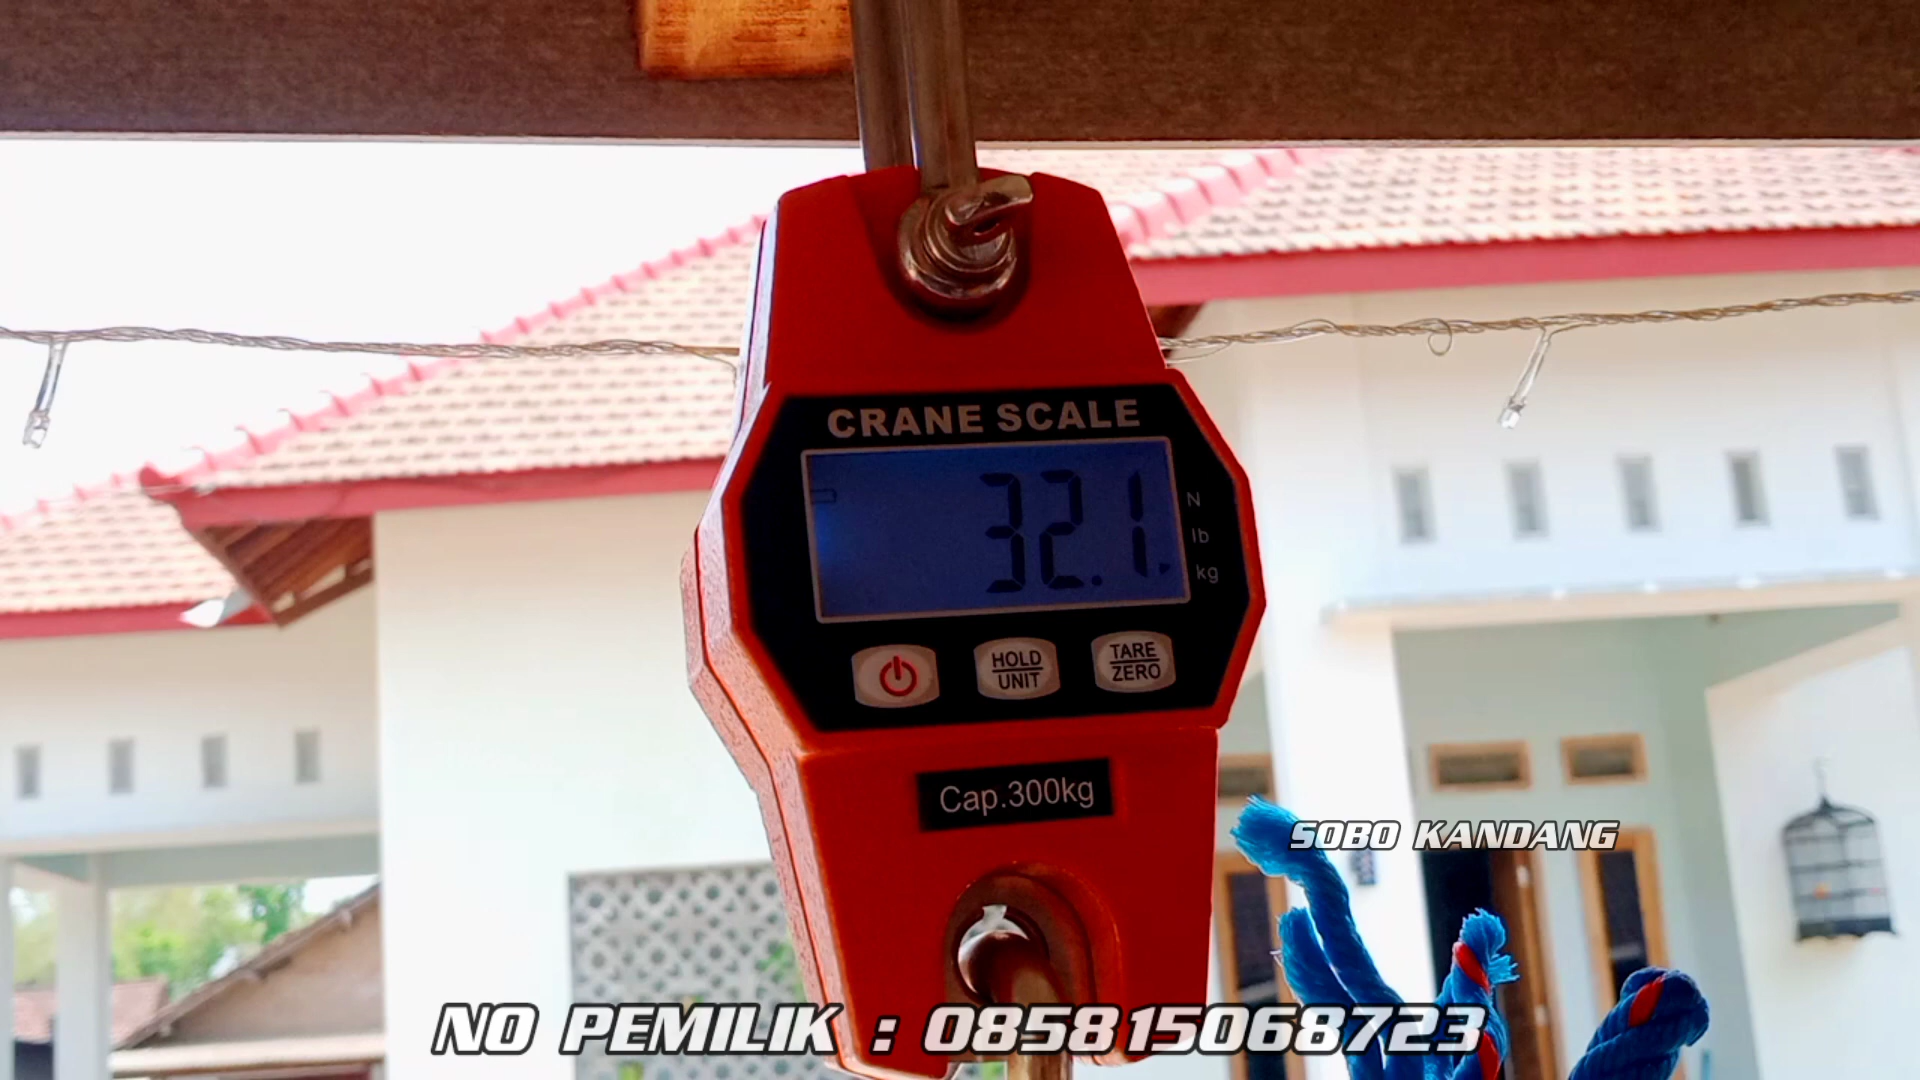 CRANE SCALE
32.1
N
lb
kg
HOLD
UNIT
TARE
ZERO
Cap.300kg
SOBO KANDANG
NO PEMILIK : 085815068723